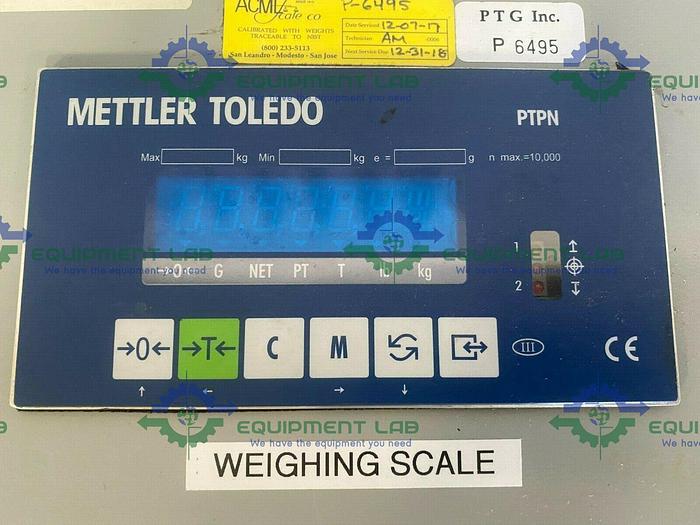 ACME
Scale co
CALIBRATED WITH WEIGHTS
TRACEABLE TO NIST
(800) 233-5113
San Leandro - Modesto - San Jose
P-6495
Date Serviced 12-07-17
Technician AM -0006
Next Service Due 12-31-18
PTG Inc.
P 6495
METTLER TOLEDO
PTPN
Max kg Min kg e = g n max.=10,000
G NET PT T lb kg
1
2
→0← →T← C M
III CE
WEIGHING SCALE
EQUIPMENT LAB
We have the equipment you need